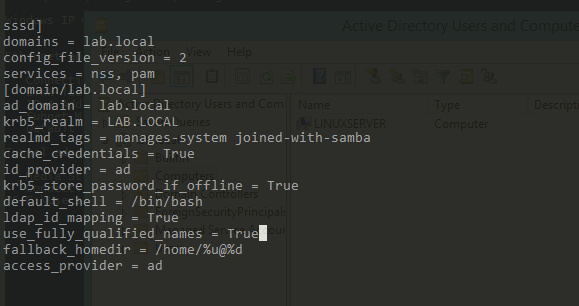 Active Directory Users and Compute
sssd]
domains = lab.local
config_file_version = 2
services = nss, pam
[domain/lab.local]
ad_domain = lab.local
krb5_realm = LAB.LOCAL
realmd_tags = manages-system joined-with-samba
cache_credentials = True
id_provider = ad
krb5_store_password_if_offline = True
default_shell = /bin/bash
ldap_id_mapping = True
use_fully_qualified_names = True
fallback_homedir = /home/%u@%d
access_provider = ad
Name Type Descript
LINUXSERVER Computer
Computers